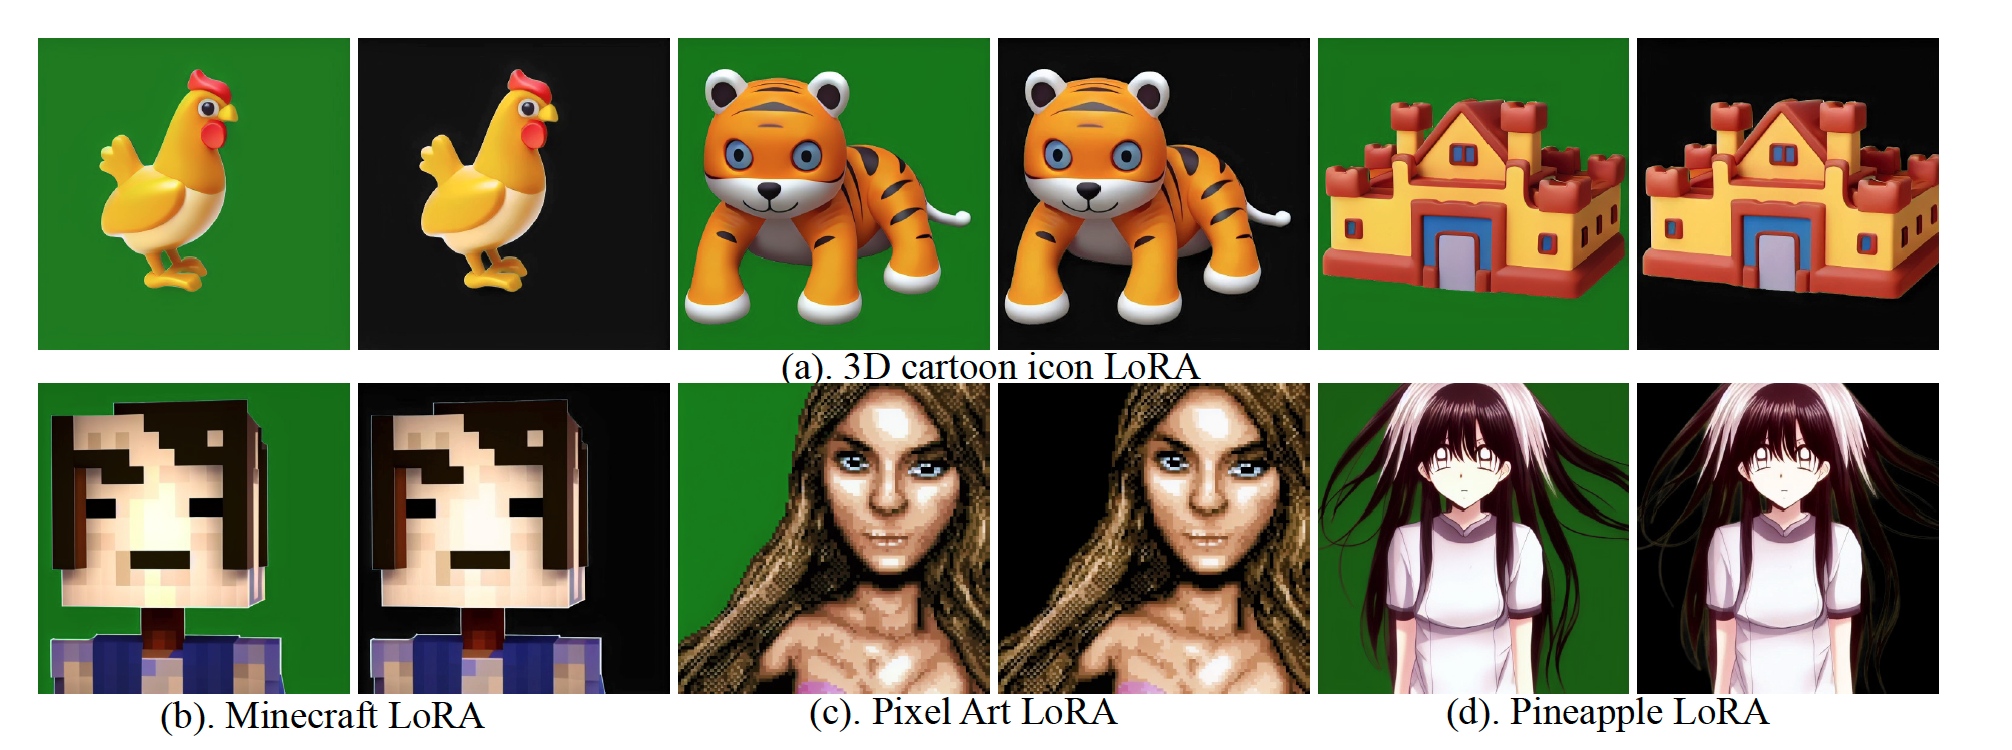 (a). 3D cartoon icon LoRA
(b). Minecraft LoRA
(c). Pixel Art LoRA
(d). Pineapple LoRA